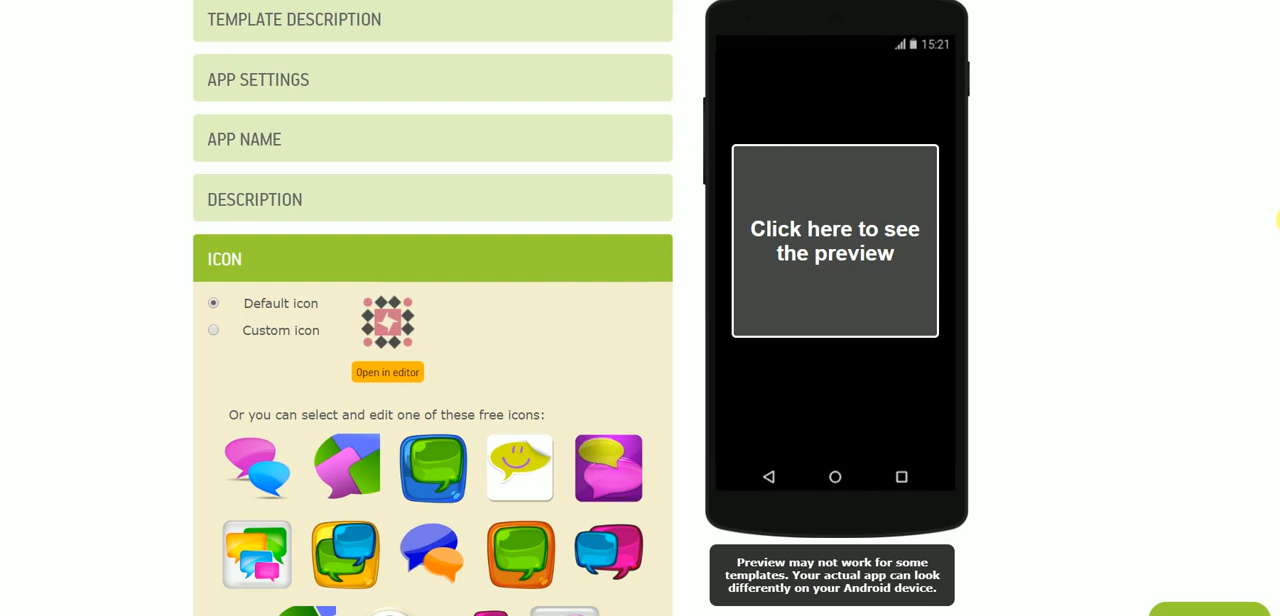 TEMPLATE DESCRIPTION
APP SETTINGS
APP NAME
DESCRIPTION
ICON
Default icon
Custom icon
Open in editor
Or you can select and edit one of these free icons:
15:21
Click here to see
the preview
Preview may not work for some
templates. Your actual app can look
differently on your Android device.